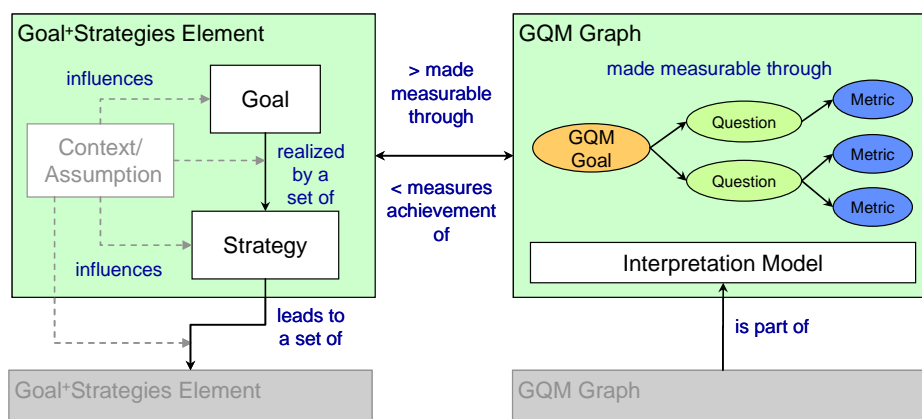 Goal⁺Strategies Element
influences
Goal
Context/
Assumption
realized
by a
set of
Strategy
influences
leads to
a set of
Goal⁺Strategies Element
> made
measurable
through
< measures
achievement
of
GQM Graph
made measurable through
GQM
Goal
Question
Question
Metric
Metric
Metric
Interpretation Model
is part of
GQM Graph